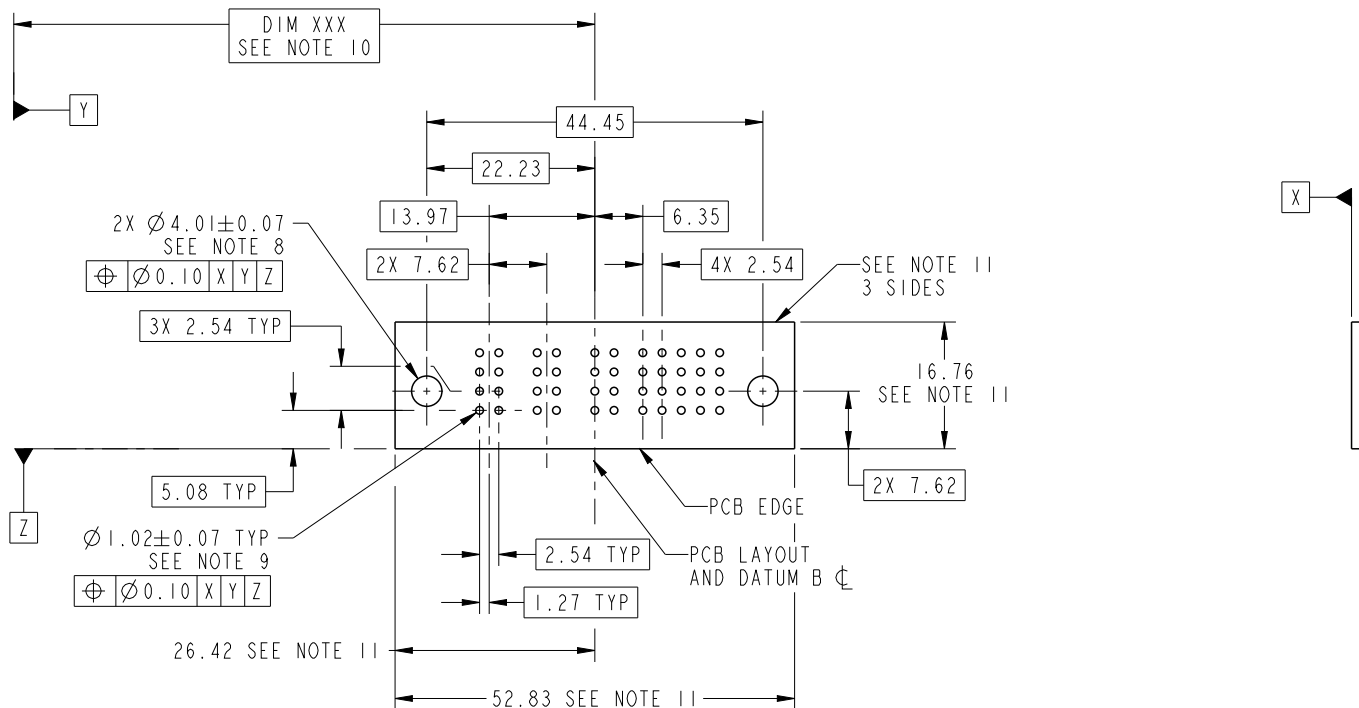 DIM XXX
SEE NOTE 10
Y
44.45
22.23
X
13.97
6.35
2X Ø4.01±0.07
SEE NOTE 8
⌖ Ø0.10 X Y Z
2X 7.62
4X 2.54
SEE NOTE 11
3 SIDES
3X 2.54 TYP
16.76
SEE NOTE 11
5.08 TYP
2X 7.62
Z
PCB EDGE
Ø1.02±0.07 TYP
SEE NOTE 9
⌖ Ø0.10 X Y Z
2.54 TYP
PCB LAYOUT
AND DATUM B ℄
1.27 TYP
26.42 SEE NOTE 11
52.83 SEE NOTE 11